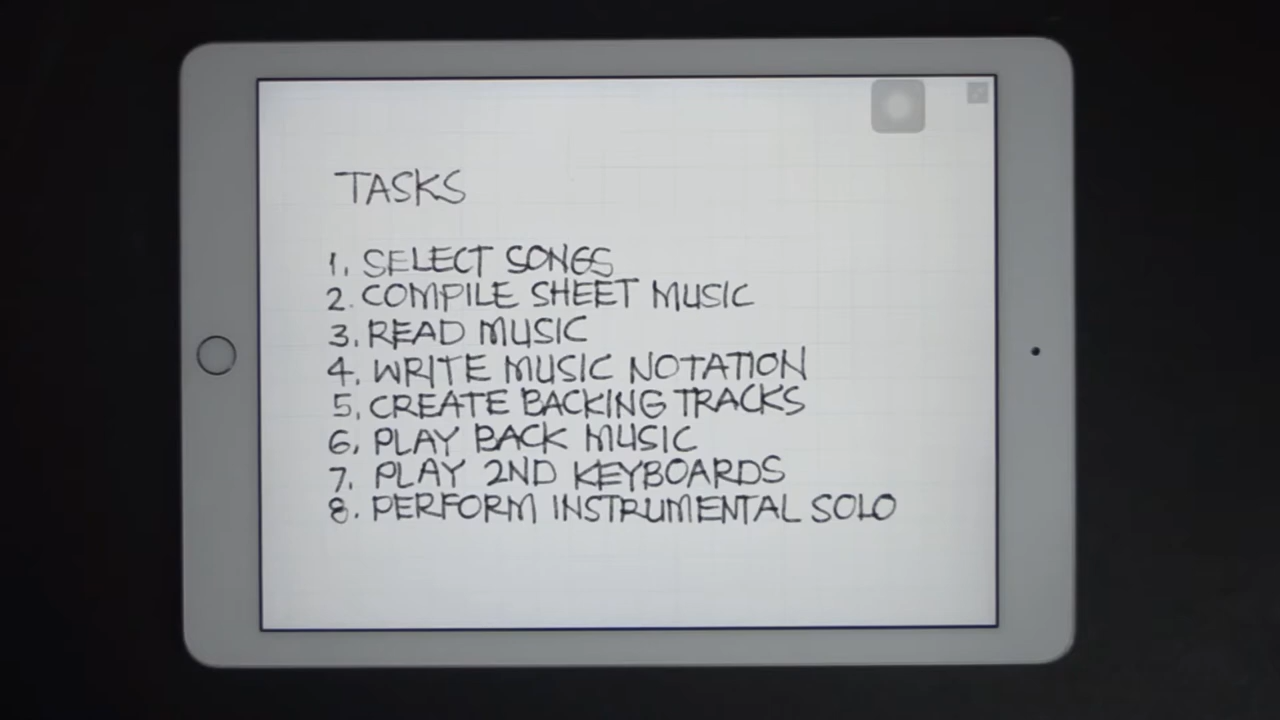 TASKS
1. SELECT SONGS
2. COMPILE SHEET MUSIC
3. READ MUSIC
4. WRITE MUSIC NOTATION
5. CREATE BACKING TRACKS
6. PLAY BACK MUSIC
7. PLAY 2ND KEYBOARDS
8. PERFORM INSTRUMENTAL SOLO